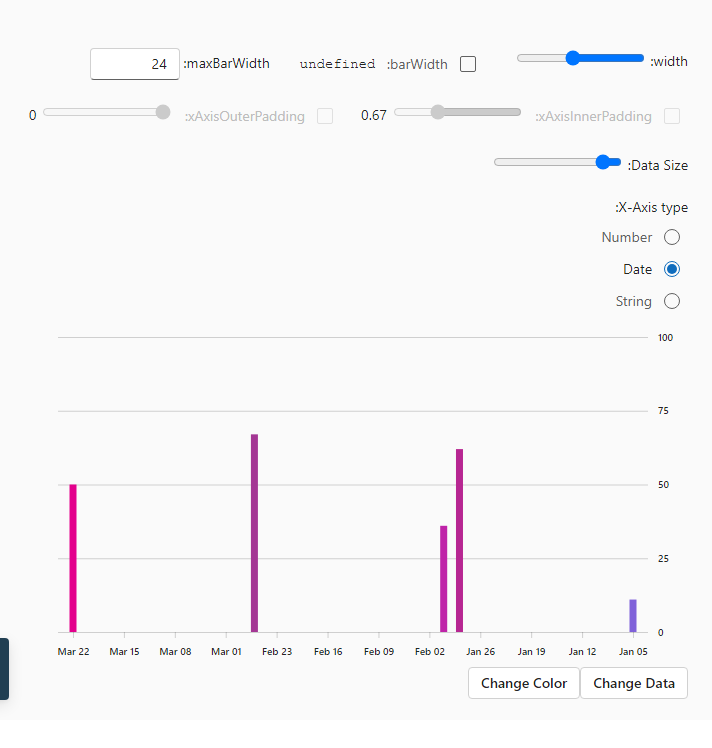 :width
:barWidth undefined
:maxBarWidth 24
:xAxisInnerPadding 0.67
:xAxisOuterPadding 0
:Data Size
:X-Axis type
Number
Date
String
100
75
50
25
0
Mar 22 Mar 15 Mar 08 Mar 01 Feb 23 Feb 16 Feb 09 Feb 02 Jan 26 Jan 19 Jan 12 Jan 05
Change Color Change Data